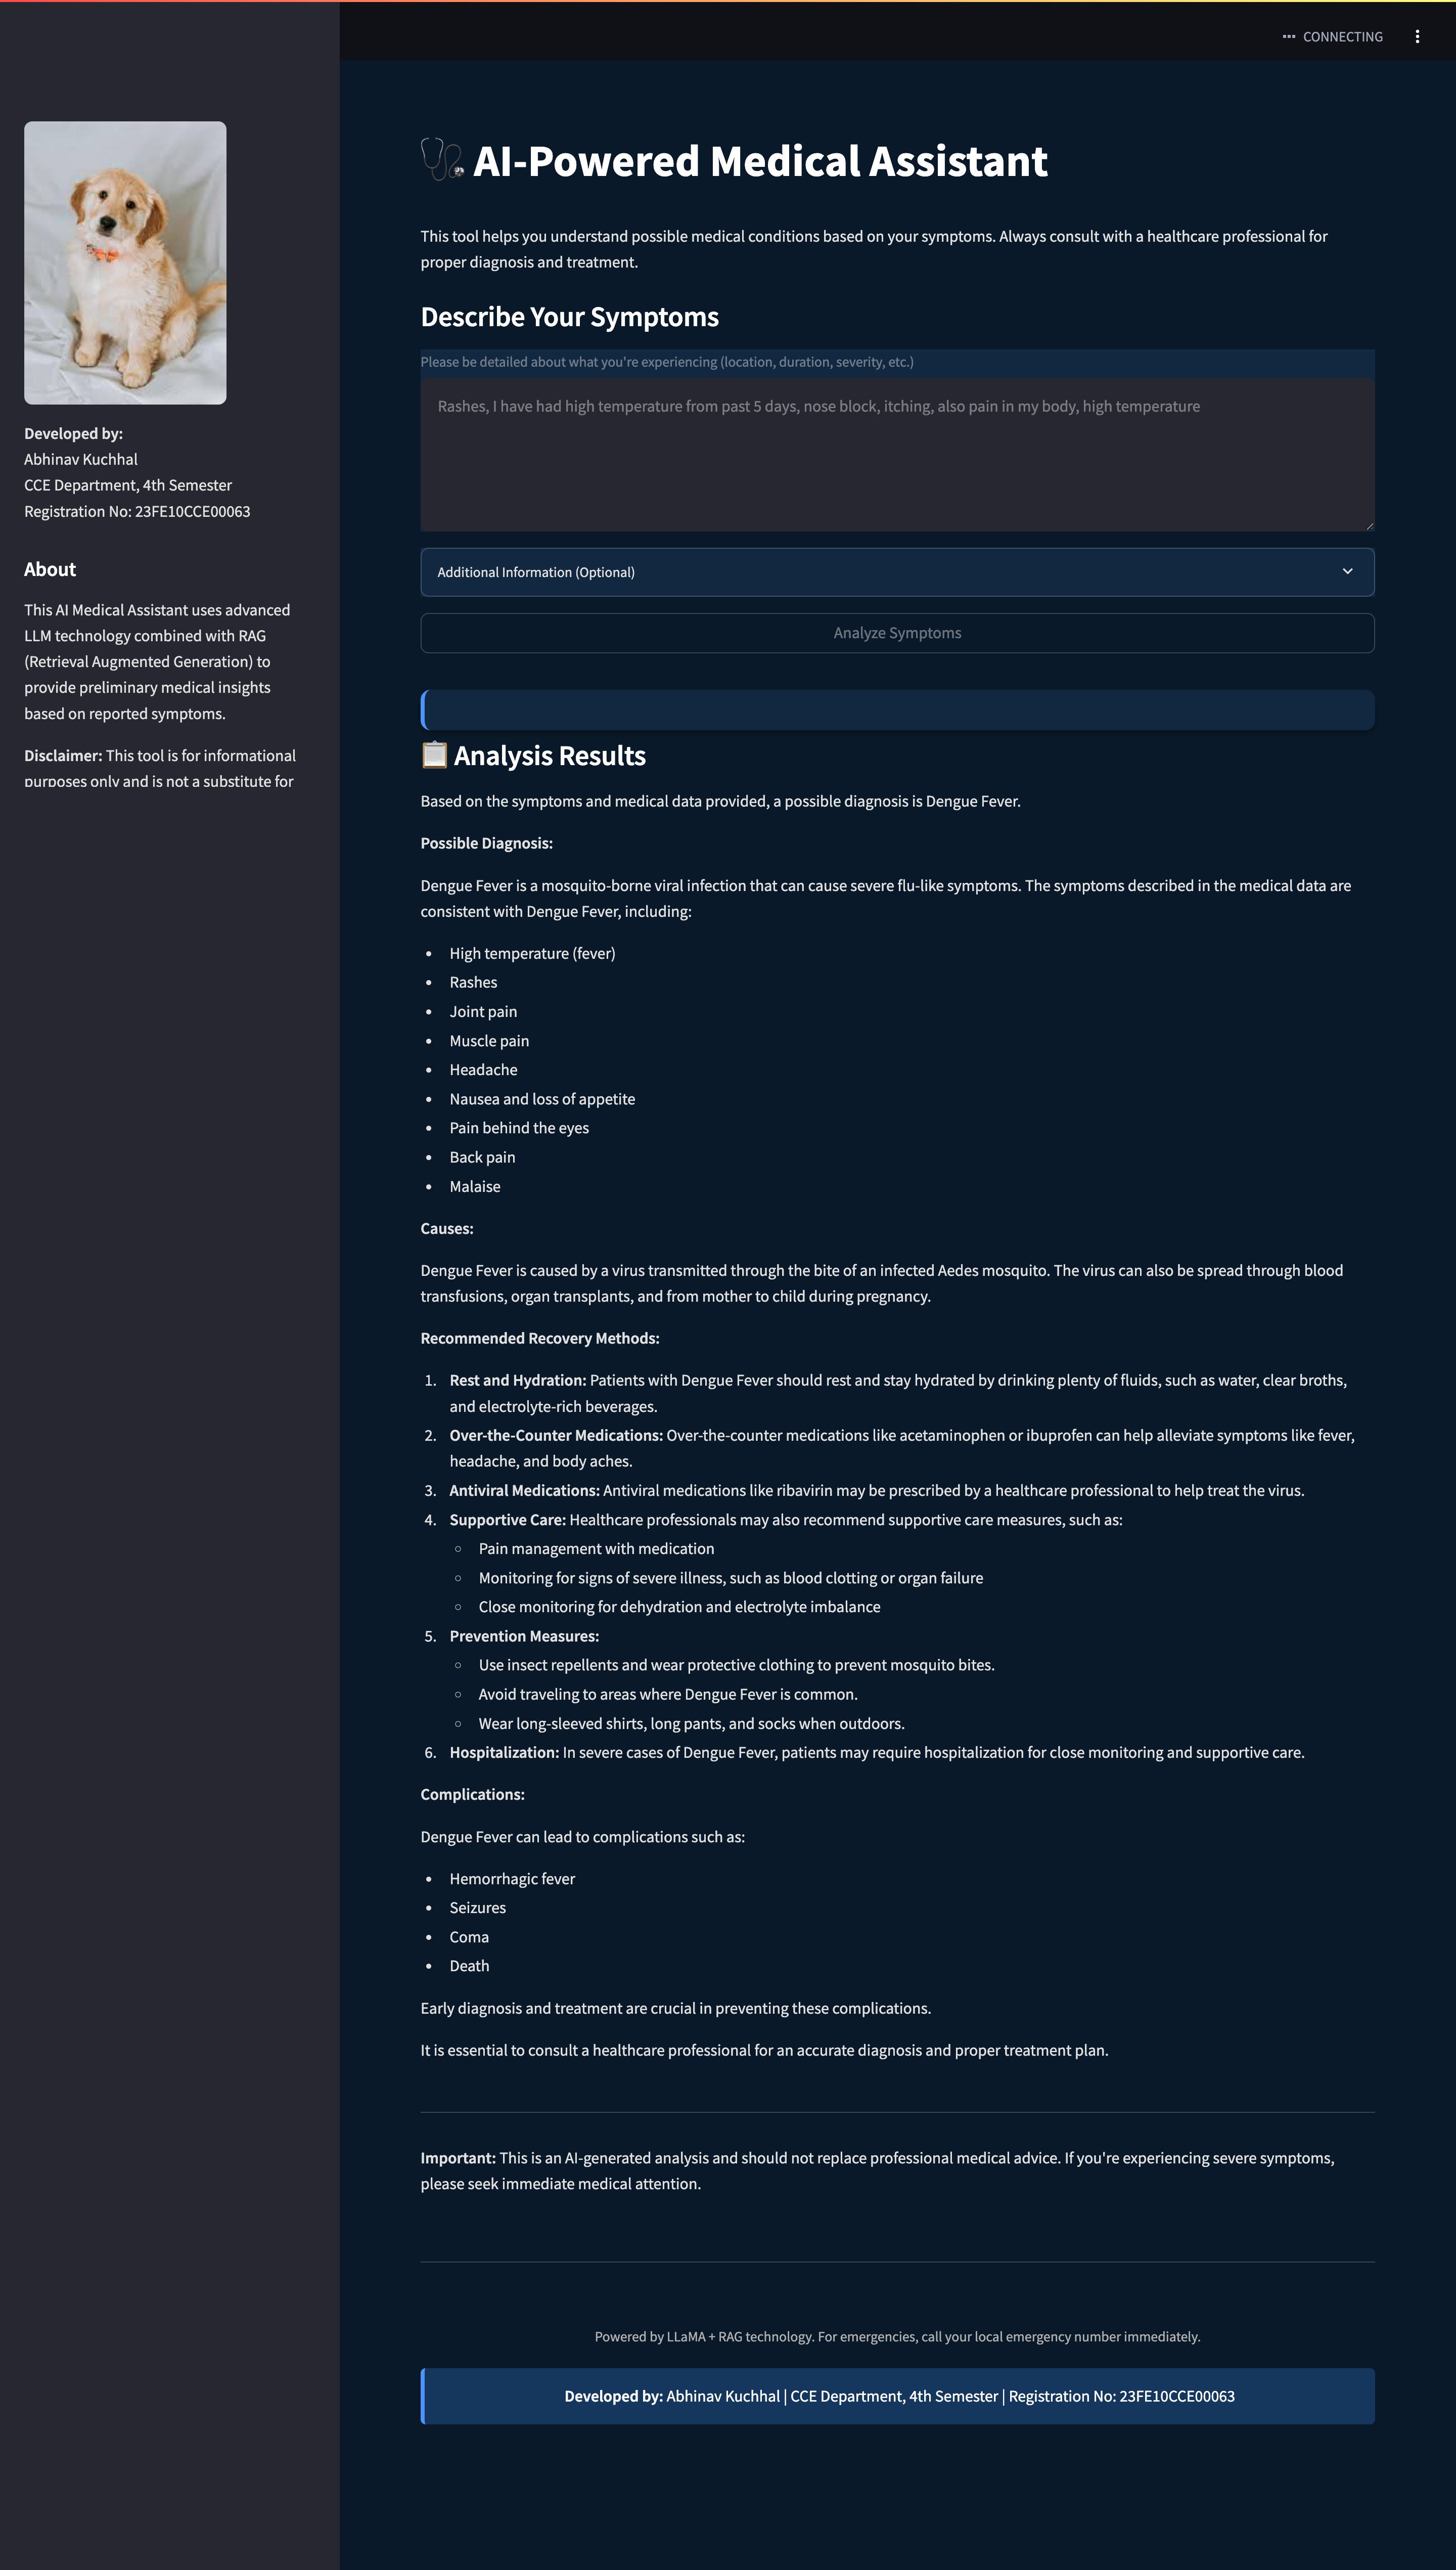 CONNECTING
Developed by:
Abhinav Kuchhal
CCE Department, 4th Semester
Registration No: 23FE10CCE00063
About
This AI Medical Assistant uses advanced
LLM technology combined with RAG
(Retrieval Augmented Generation) to
provide preliminary medical insights
based on reported symptoms.
Disclaimer: This tool is for informational
purposes only and is not a substitute for
AI-Powered Medical Assistant
This tool helps you understand possible medical conditions based on your symptoms. Always consult with a healthcare professional for
proper diagnosis and treatment.
Describe Your Symptoms
Please be detailed about what you're experiencing (location, duration, severity, etc.)
Rashes, I have had high temperature from past 5 days, nose block, itching, also pain in my body, high temperature
Additional Information (Optional)
Analyze Symptoms
Analysis Results
Based on the symptoms and medical data provided, a possible diagnosis is Dengue Fever.
Possible Diagnosis:
Dengue Fever is a mosquito-borne viral infection that can cause severe flu-like symptoms. The symptoms described in the medical data are
consistent with Dengue Fever, including:
• High temperature (fever)
• Rashes
• Joint pain
• Muscle pain
• Headache
• Nausea and loss of appetite
• Pain behind the eyes
• Back pain
• Malaise
Causes:
Dengue Fever is caused by a virus transmitted through the bite of an infected Aedes mosquito. The virus can also be spread through blood
transfusions, organ transplants, and from mother to child during pregnancy.
Recommended Recovery Methods:
1. Rest and Hydration: Patients with Dengue Fever should rest and stay hydrated by drinking plenty of fluids, such as water, clear broths,
and electrolyte-rich beverages.
2. Over-the-Counter Medications: Over-the-counter medications like acetaminophen or ibuprofen can help alleviate symptoms like fever,
headache, and body aches.
3. Antiviral Medications: Antiviral medications like ribavirin may be prescribed by a healthcare professional to help treat the virus.
4. Supportive Care: Healthcare professionals may also recommend supportive care measures, such as:
○ Pain management with medication
○ Monitoring for signs of severe illness, such as blood clotting or organ failure
○ Close monitoring for dehydration and electrolyte imbalance
5. Prevention Measures:
○ Use insect repellents and wear protective clothing to prevent mosquito bites.
○ Avoid traveling to areas where Dengue Fever is common.
○ Wear long-sleeved shirts, long pants, and socks when outdoors.
6. Hospitalization: In severe cases of Dengue Fever, patients may require hospitalization for close monitoring and supportive care.
Complications:
Dengue Fever can lead to complications such as:
• Hemorrhagic fever
• Seizures
• Coma
• Death
Early diagnosis and treatment are crucial in preventing these complications.
It is essential to consult a healthcare professional for an accurate diagnosis and proper treatment plan.
Important: This is an AI-generated analysis and should not replace professional medical advice. If you're experiencing severe symptoms,
please seek immediate medical attention.
Powered by LLaMA + RAG technology. For emergencies, call your local emergency number immediately.
Developed by: Abhinav Kuchhal | CCE Department, 4th Semester | Registration No: 23FE10CCE00063